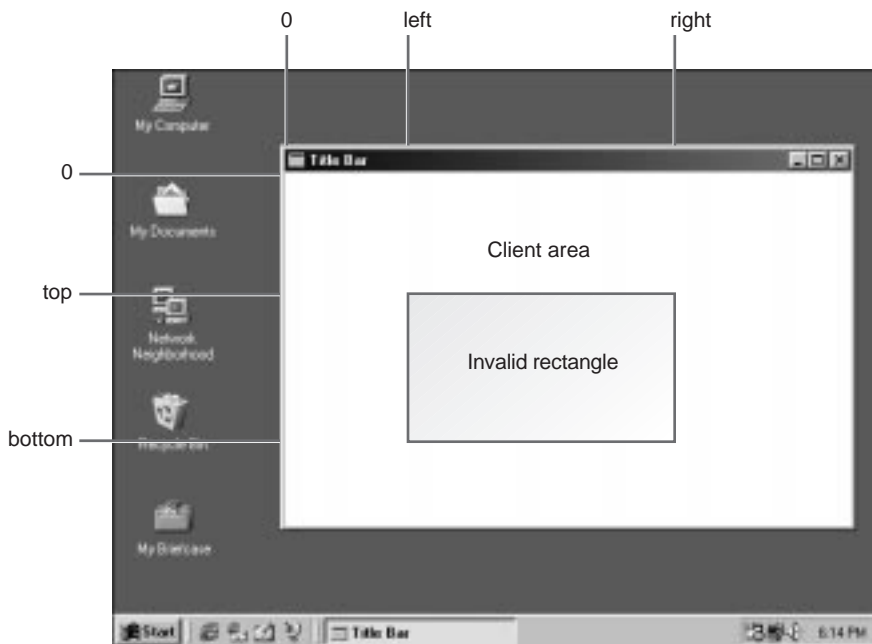 0 left right
My Computer
Title Bar
0
My Documents
Client area
top
Network
Neighborhood
Invalid rectangle
bottom
Recycle Bin
My Briefcase
Start Title Bar 6:14 PM